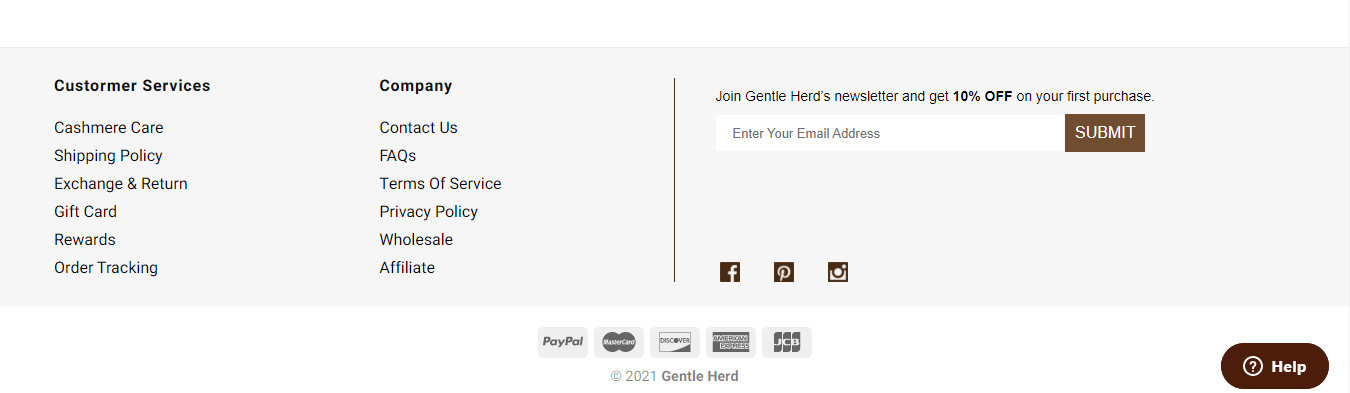 Custormer Services
Cashmere Care
Shipping Policy
Exchange & Return
Gift Card
Rewards
Order Tracking
Company
Contact Us
FAQs
Terms Of Service
Privacy Policy
Wholesale
Affiliate
Join Gentle Herd's newsletter and get 10% OFF on your first purchase.
Enter Your Email Address
SUBMIT
PayPal
MasterCard
DISCOVER
AMERICAN
EXPRESS
JCB
© 2021 Gentle Herd
Help